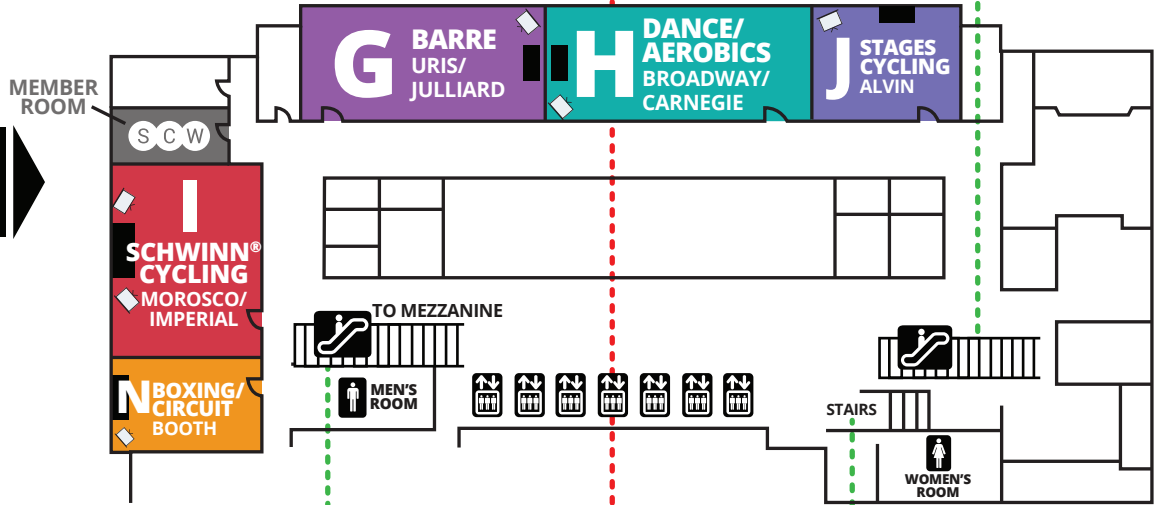 G
BARRE
URIS/
JULLIARD
H
DANCE/
AEROBICS
BROADWAY/
CARNEGIE
J
STAGES
CYCLING
ALVIN
MEMBER
ROOM
S C W
I
SCHWINN®
CYCLING
MOROSCO/
IMPERIAL
N
BOXING/
CIRCUIT
BOOTH
TO MEZZANINE
MEN'S
ROOM
STAIRS
WOMEN'S
ROOM